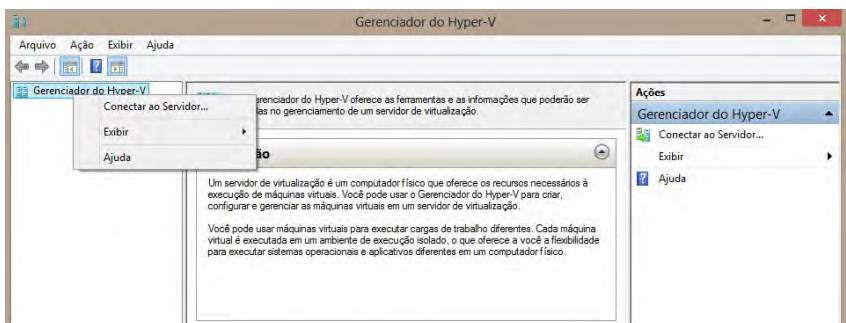 Gerenciador do Hyper-V
Arquivo Ação Exibir Ajuda
Gerenciador do Hyper-V
Conectar ao Servidor...
Exibir
Ajuda
erenciador do Hyper-V oferece as ferramentas e as informações que poderão ser
as no gerenciamento de um servidor de virtualização.
ão
Um servidor de virtualização é um computador físico que oferece os recursos necessários à
execução de máquinas virtuais. Você pode usar o Gerenciador do Hyper-V para criar,
configurar e gerenciar as máquinas virtuais em um servidor de virtualização.
Você pode usar máquinas virtuais para executar cargas de trabalho diferentes. Cada máquina
virtual é executada em um ambiente de execução isolado, o que oferece a você a flexibilidade
para executar sistemas operacionais e aplicativos diferentes em um computador físico.
Ações
Gerenciador do Hyper-V
Conectar ao Servidor...
Exibir
Ajuda